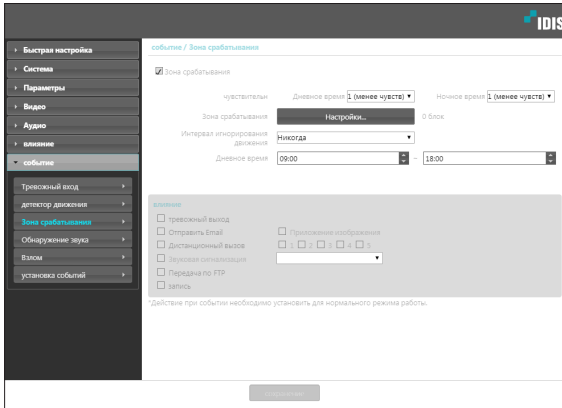 IDIS
Быстрая настройка
Система
Параметры
Видео
Аудио
влияние
событие
Тревожный вход
детектор движения
Зона срабатывания
Обнаружение звука
Взлом
установка событий
событие / Зона срабатывания
Зона срабатывания
чувствительн Дневное время 1 (менее чувств) Ночное время 1 (менее чувств)
Зона срабатывания Настройки... 0 блок
Интервал игнорирования
движения Никогда
Дневное время 09:00 ~ 18:00
влияние
тревожный выход
Отправить Email Приложение изображения
Дистанционный вызов 1 2 3 4 5
Звуковая сигнализация
Передача по FTP
запись
*Действие при событии необходимо установить для нормального режима работы.